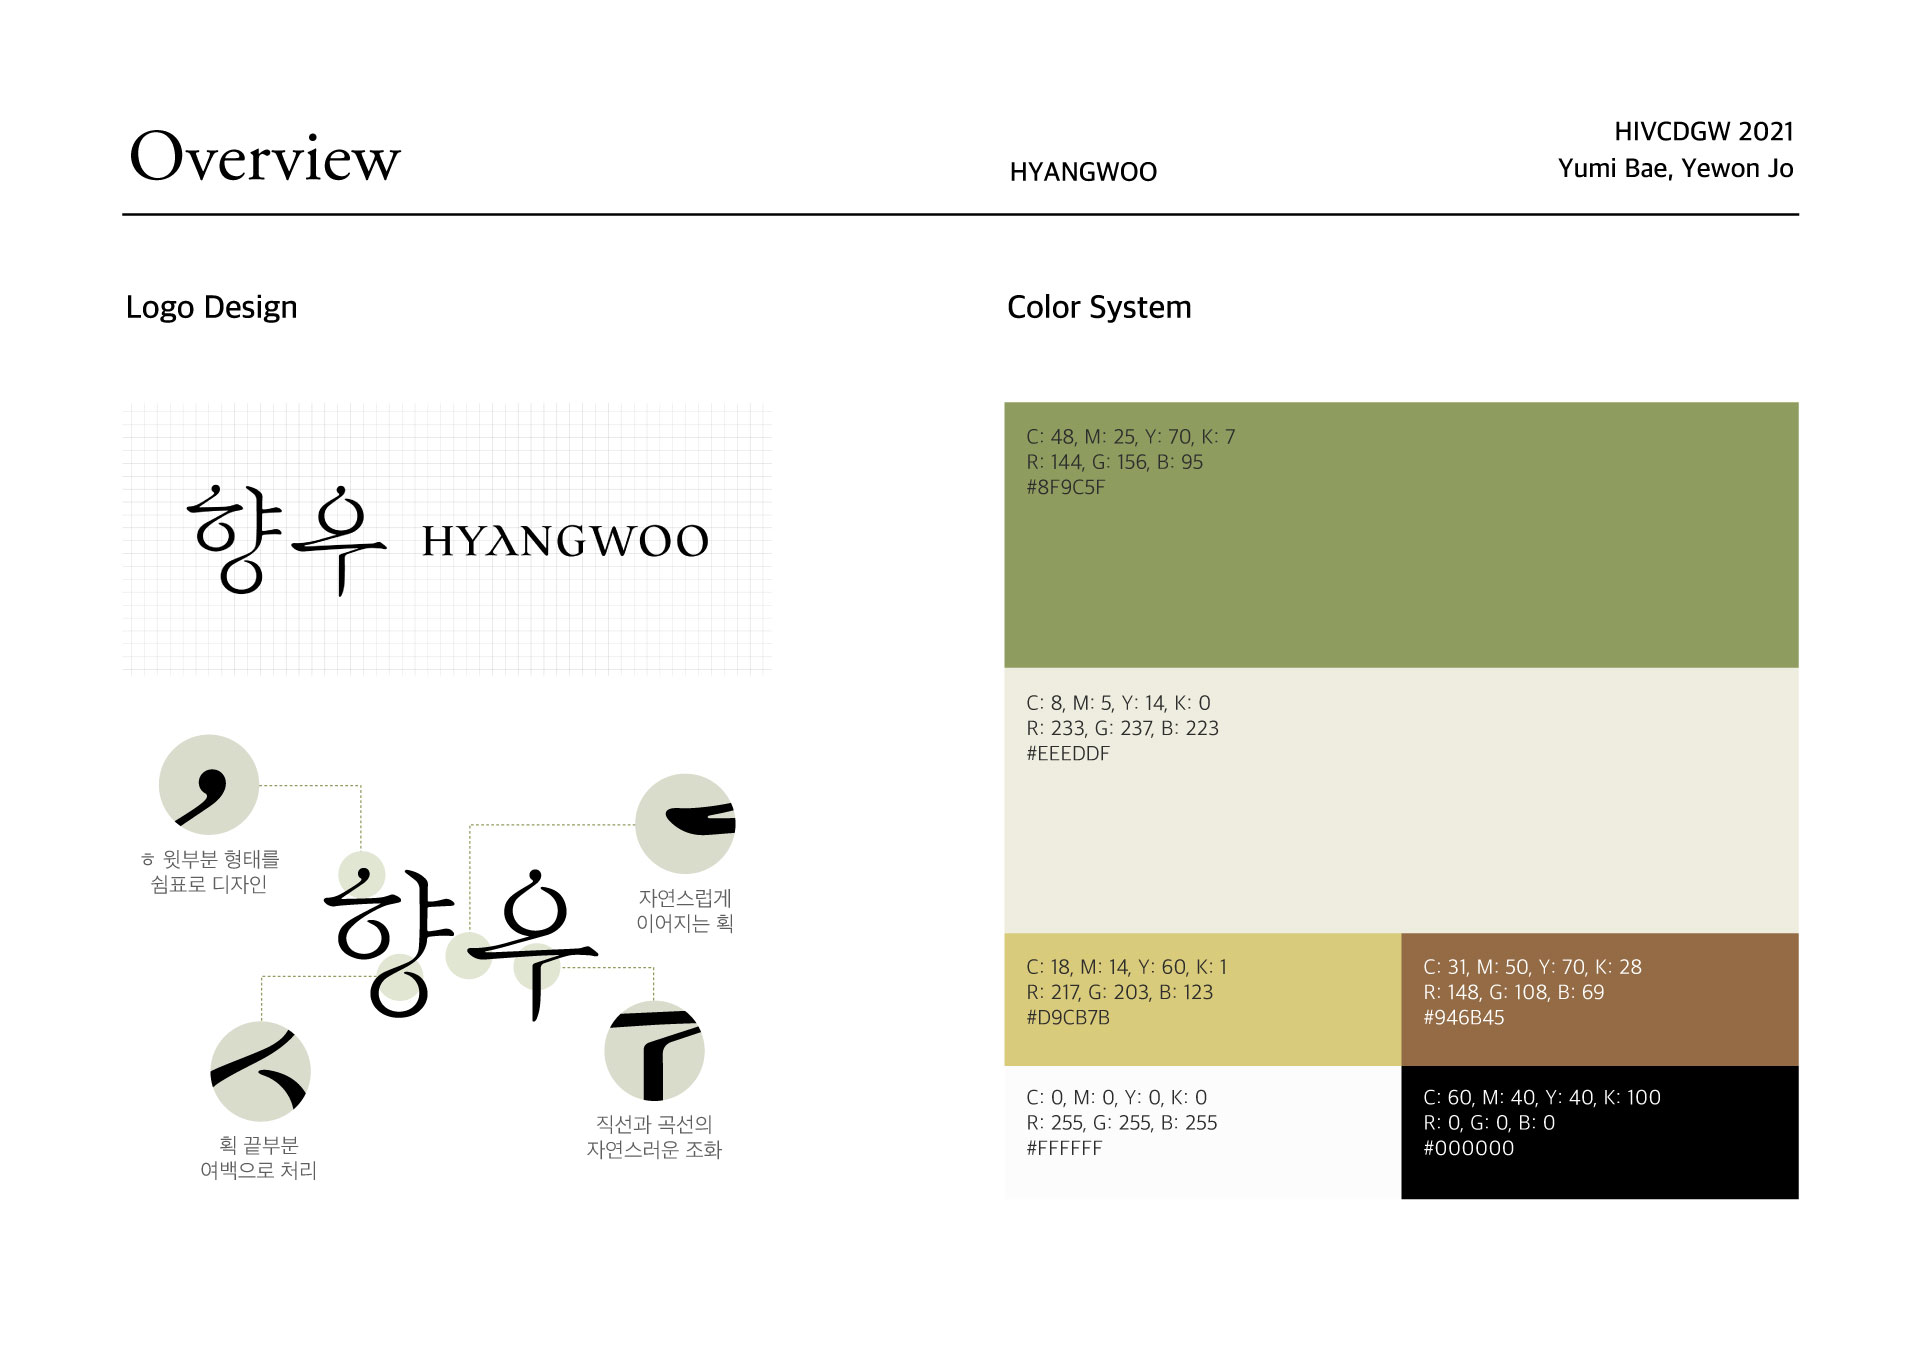 Overview
HYANGWOO
HIVCDGW 2021
Yumi Bae, Yewon Jo
Logo Design
향우 HYANGWOO
ㅎ 윗부분 형태를
쉼표로 디자인
자연스럽게
이어지는 획
향우
획 끝부분
여백으로 처리
직선과 곡선의
자연스러운 조화
Color System
C: 48, M: 25, Y: 70, K: 7
R: 144, G: 156, B: 95
#8F9C5F
C: 8, M: 5, Y: 14, K: 0
R: 233, G: 237, B: 223
#EEEDDF
C: 18, M: 14, Y: 60, K: 1
R: 217, G: 203, B: 123
#D9CB7B
C: 31, M: 50, Y: 70, K: 28
R: 148, G: 108, B: 69
#946B45
C: 0, M: 0, Y: 0, K: 0
R: 255, G: 255, B: 255
#FFFFFF
C: 60, M: 40, Y: 40, K: 100
R: 0, G: 0, B: 0
#000000